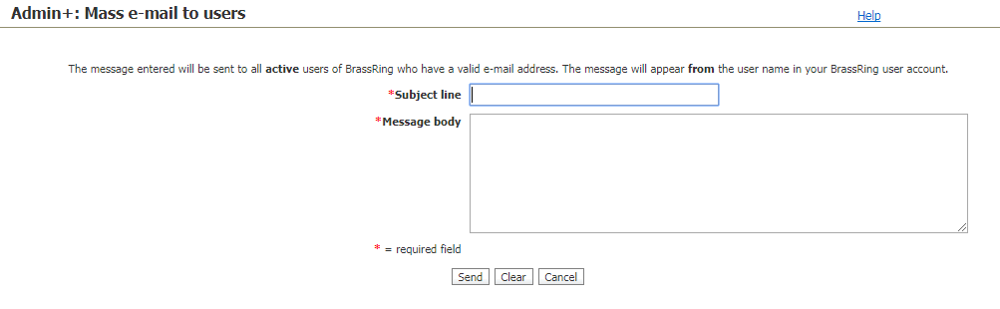 Admin+: Mass e-mail to users
Help
The message entered will be sent to all active users of BrassRing who have a valid e-mail address. The message will appear from the user name in your BrassRing user account.
*Subject line
*Message body
* = required field
Send Clear Cancel